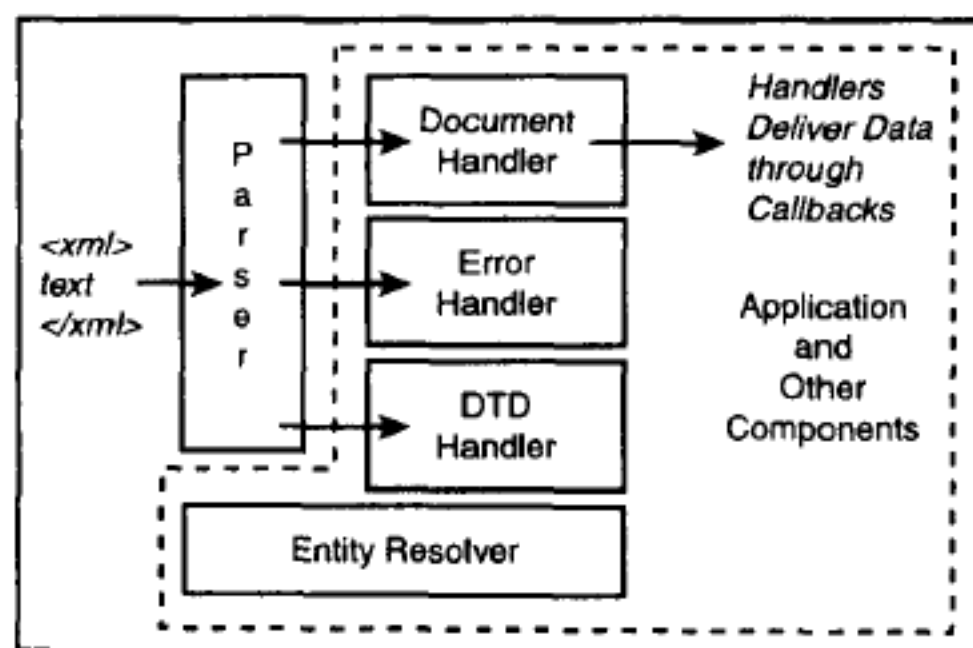 <xml>
text
</xml>
Parser
Document
Handler
Error
Handler
DTD
Handler
Entity Resolver
Handlers
Deliver Data
through
Callbacks
Application
and
Other
Components